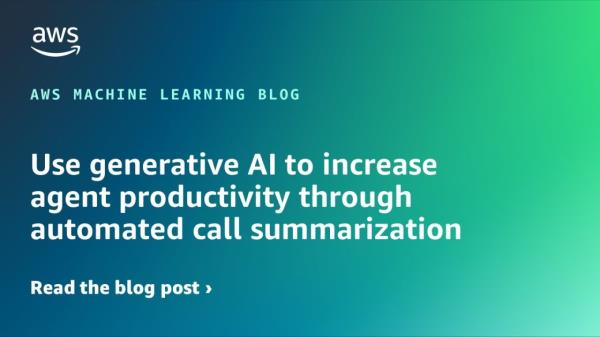 aws
AWS MACHINE LEARNING BLOG
Use generative AI to increase
agent productivity through
automated call summarization
Read the blog post ›